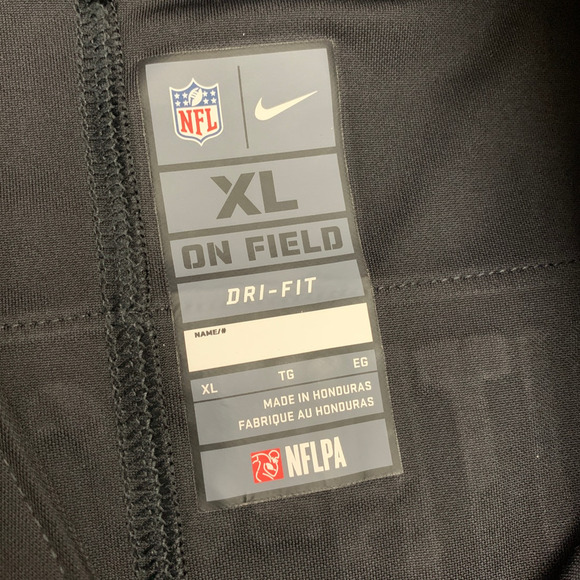 NFL
XL
ON FIELD
DRI-FIT
NAME/#
XL TG EG
MADE IN HONDURAS
FABRIQUE AU HONDURAS
NFLPA